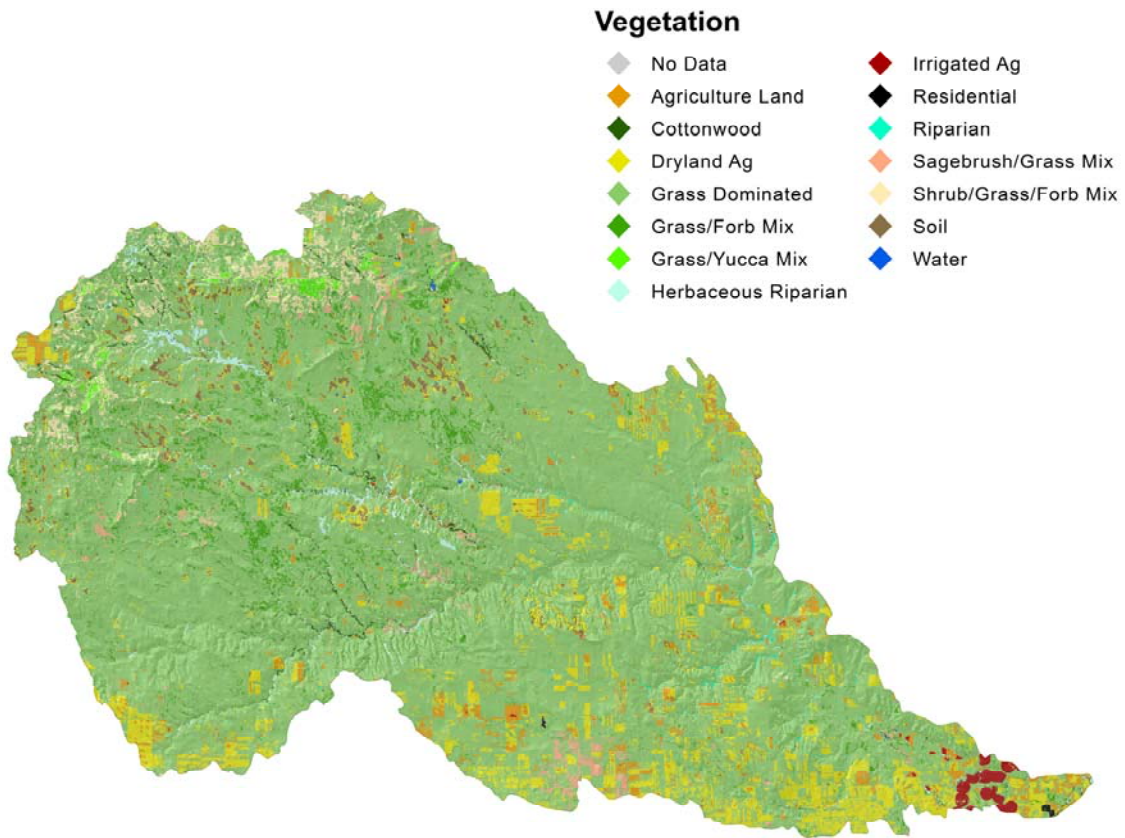 Vegetation
No Data
Agriculture Land
Cottonwood
Dryland Ag
Grass Dominated
Grass/Forb Mix
Grass/Yucca Mix
Herbaceous Riparian
Irrigated Ag
Residential
Riparian
Sagebrush/Grass Mix
Shrub/Grass/Forb Mix
Soil
Water